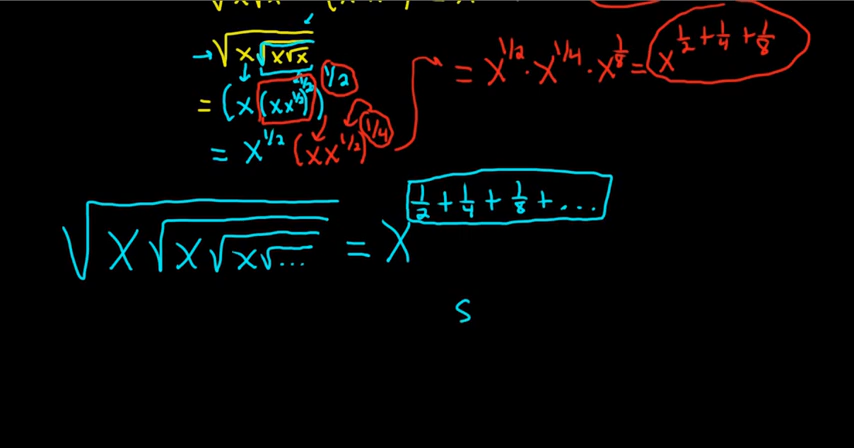 → √(x√(x√x))
= (x(xx^{1/2})^{1/2})^{1/2}
= x^{1/2} (xx^{1/2})^{1/4}
= x^{1/2} · x^{1/4} · x^{1/8} = x^{1/2 + 1/4 + 1/8}
√(x√(x√(x√...))) = x^{1/2 + 1/4 + 1/8 + ...}
S